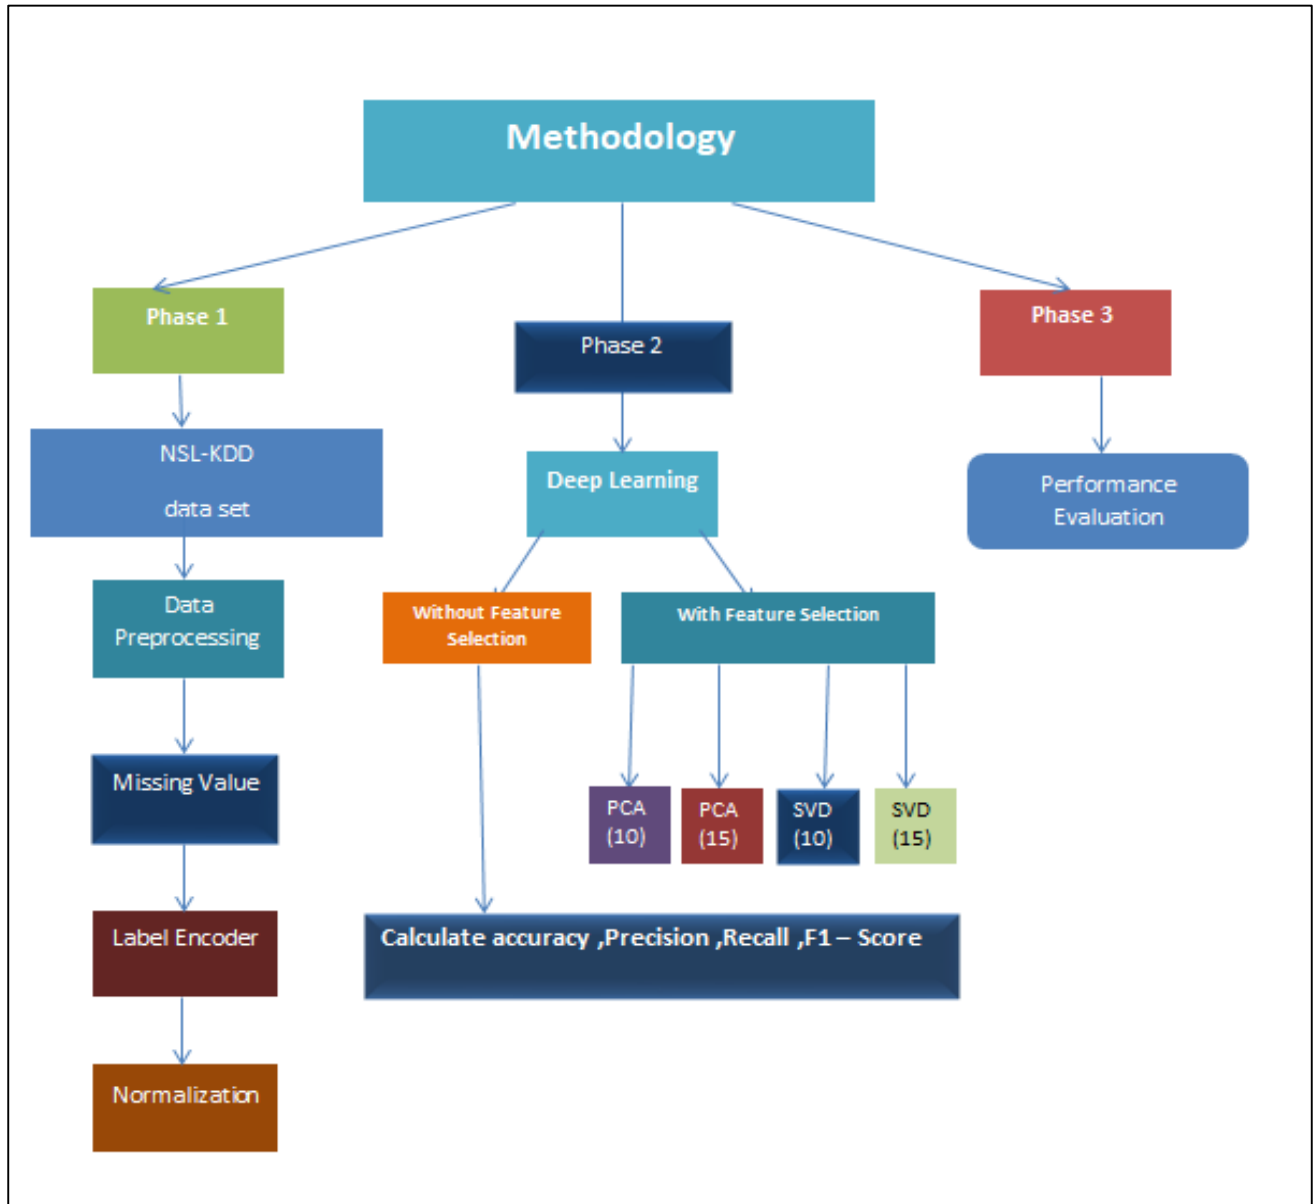 Methodology
Phase 1
Phase 2
Phase 3
NSL-KDD
data set
Deep Learning
Performance
Evaluation
Data
Preprocessing
Without Feature
Selection
With Feature Selection
Missing Value
PCA
(10)
PCA
(15)
SVD
(10)
SVD
(15)
Label Encoder
Calculate accuracy ,Precision ,Recall ,F1 – Score
Normalization